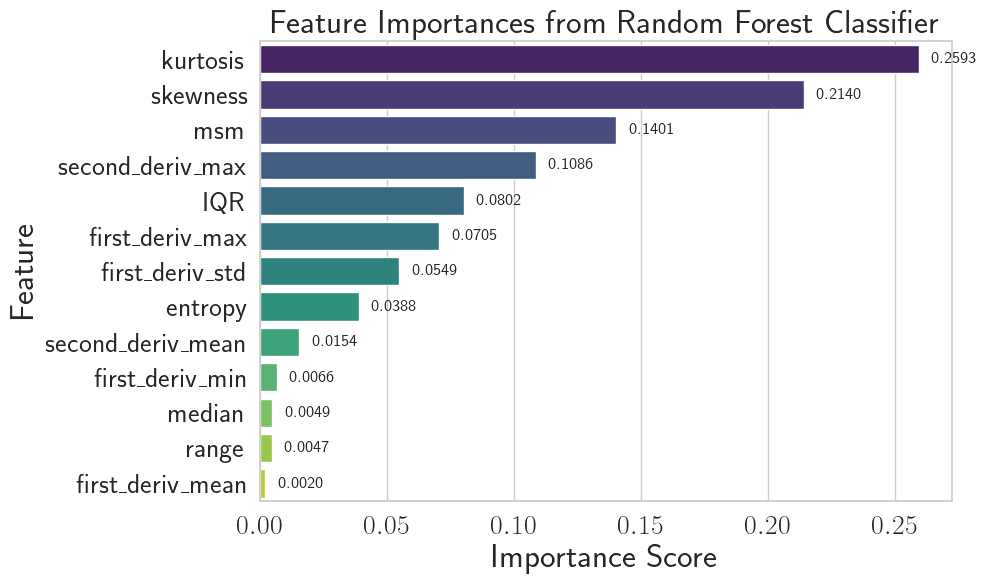 Feature Importances from Random Forest Classifier
kurtosis 0.2593
skewness 0.2140
msm 0.1401
second_deriv_max 0.1086
IQR 0.0802
first_deriv_max 0.0705
first_deriv_std 0.0549
entropy 0.0388
second_deriv_mean 0.0154
first_deriv_min 0.0066
median 0.0049
range 0.0047
first_deriv_mean 0.0020
Feature
0.00 0.05 0.10 0.15 0.20 0.25
Importance Score